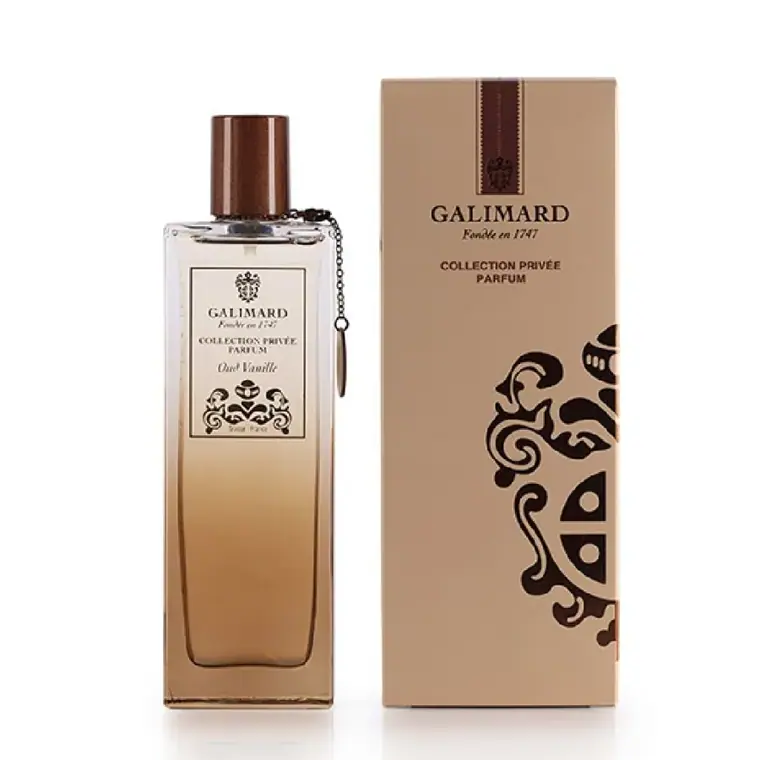 GALIMARD
Fondée en 1747
COLLECTION PRIVÉE
PARFUM
Oud Vanille
GALIMARD
Fondée en 1747
COLLECTION PRIVÉE
PARFUM